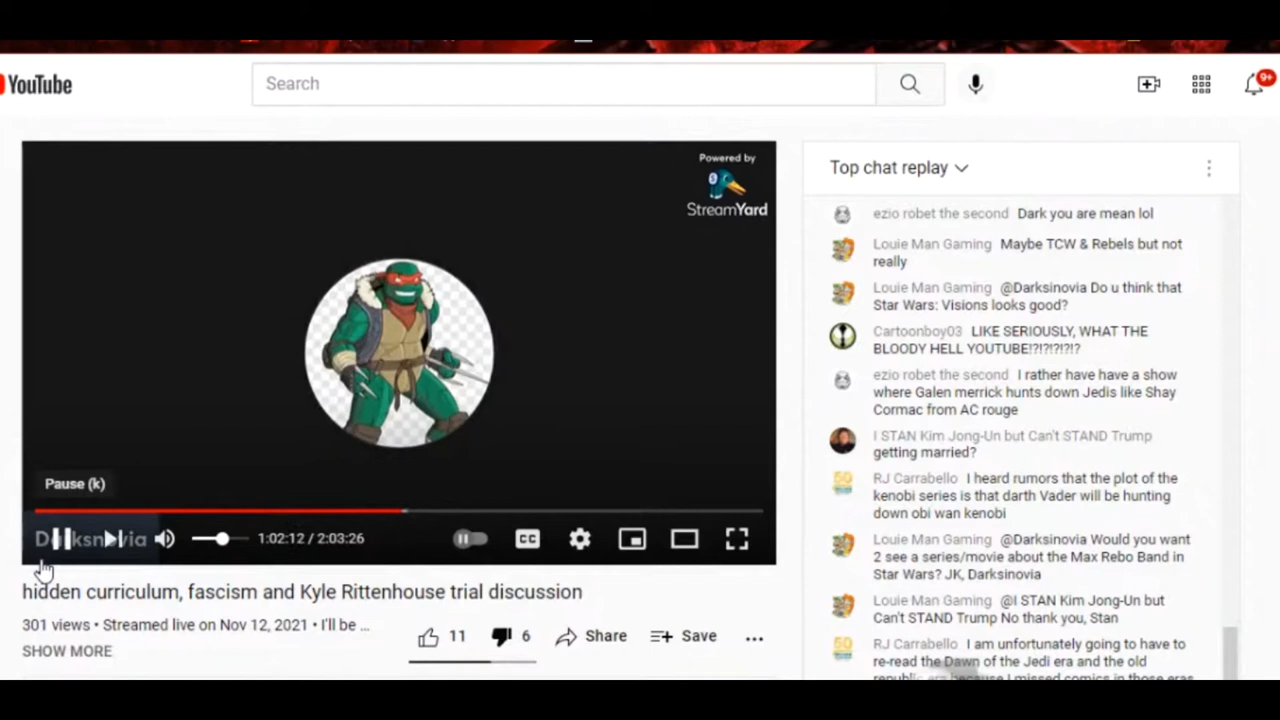 YouTube
Search
9+
Powered by
StreamYard
Pause (k)
1:02:12 / 2:03:26
CC
hidden curriculum, fascism and Kyle Rittenhouse trial discussion
301 views • Streamed live on Nov 12, 2021 • I'll be ...
11
6
Share
Save
SHOW MORE
Top chat replay
ezio robet the second Dark you are mean lol
Louie Man Gaming Maybe TCW & Rebels but not
really
Louie Man Gaming @Darksinovia Do u think that
Star Wars: Visions looks good?
Cartoonboy03 LIKE SERIOUSLY, WHAT THE
BLOODY HELL YOUTUBE!?!?!?!?!?
ezio robet the second I rather have have a show
where Galen merrick hunts down Jedis like Shay
Cormac from AC rouge
I STAN Kim Jong-Un but Can't STAND Trump
getting married?
RJ Carrabello I heard rumors that the plot of the
kenobi series is that darth Vader will be hunting
down obi wan kenobi
Louie Man Gaming @Darksinovia Would you want
2 see a series/movie about the Max Rebo Band in
Star Wars? JK, Darksinovia
Louie Man Gaming @I STAN Kim Jong-Un but
Can't STAND Trump No thank you, Stan
RJ Carrabello I am unfortunately going to have to
re-read the Dawn of the Jedi era and the old